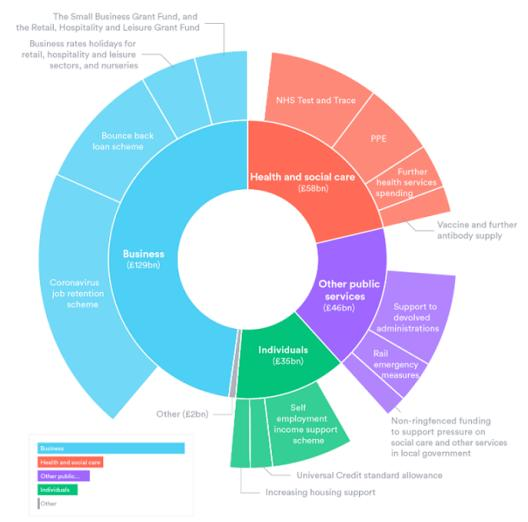 The Small Business Grant Fund, and
the Retail, Hospitality and Leisure Grant Fund
Business rates holidays for
retail, hospitality and leisure
sectors, and nurseries
Bounce back
loan scheme
Coronavirus
job retention
scheme
Business
(£129bn)
NHS Test and Trace
PPE
Further
health services
spending
Vaccine and further
antibody supply
Health and social care
(£58bn)
Other public
services
(£46bn)
Support to
devolved
administrations
Rail
emergency
measures
Non-ringfenced funding
to support pressure on
social care and other services
in local government
Individuals
(£35bn)
Self
employment
income support
scheme
Universal Credit standard allowance
Increasing housing support
Other (£2bn)
Business
Health and social care
Other public...
Individuals
Other